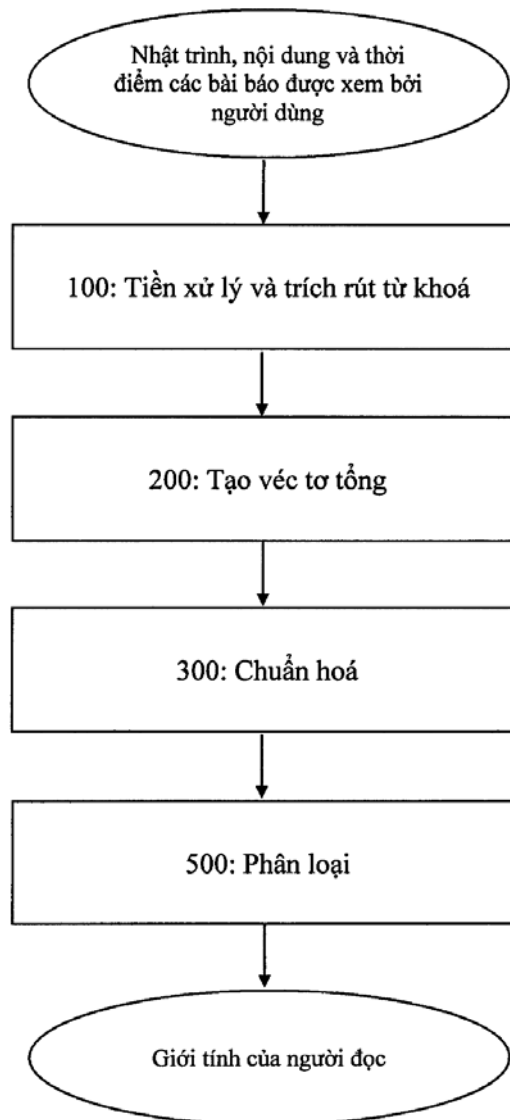 Nhật trình, nội dung và thời
điểm các bài báo được xem bởi
người dùng
100: Tiền xử lý và trích rút từ khoá
200: Tạo véc tơ tổng
300: Chuẩn hoá
500: Phân loại
Giới tính của người đọc